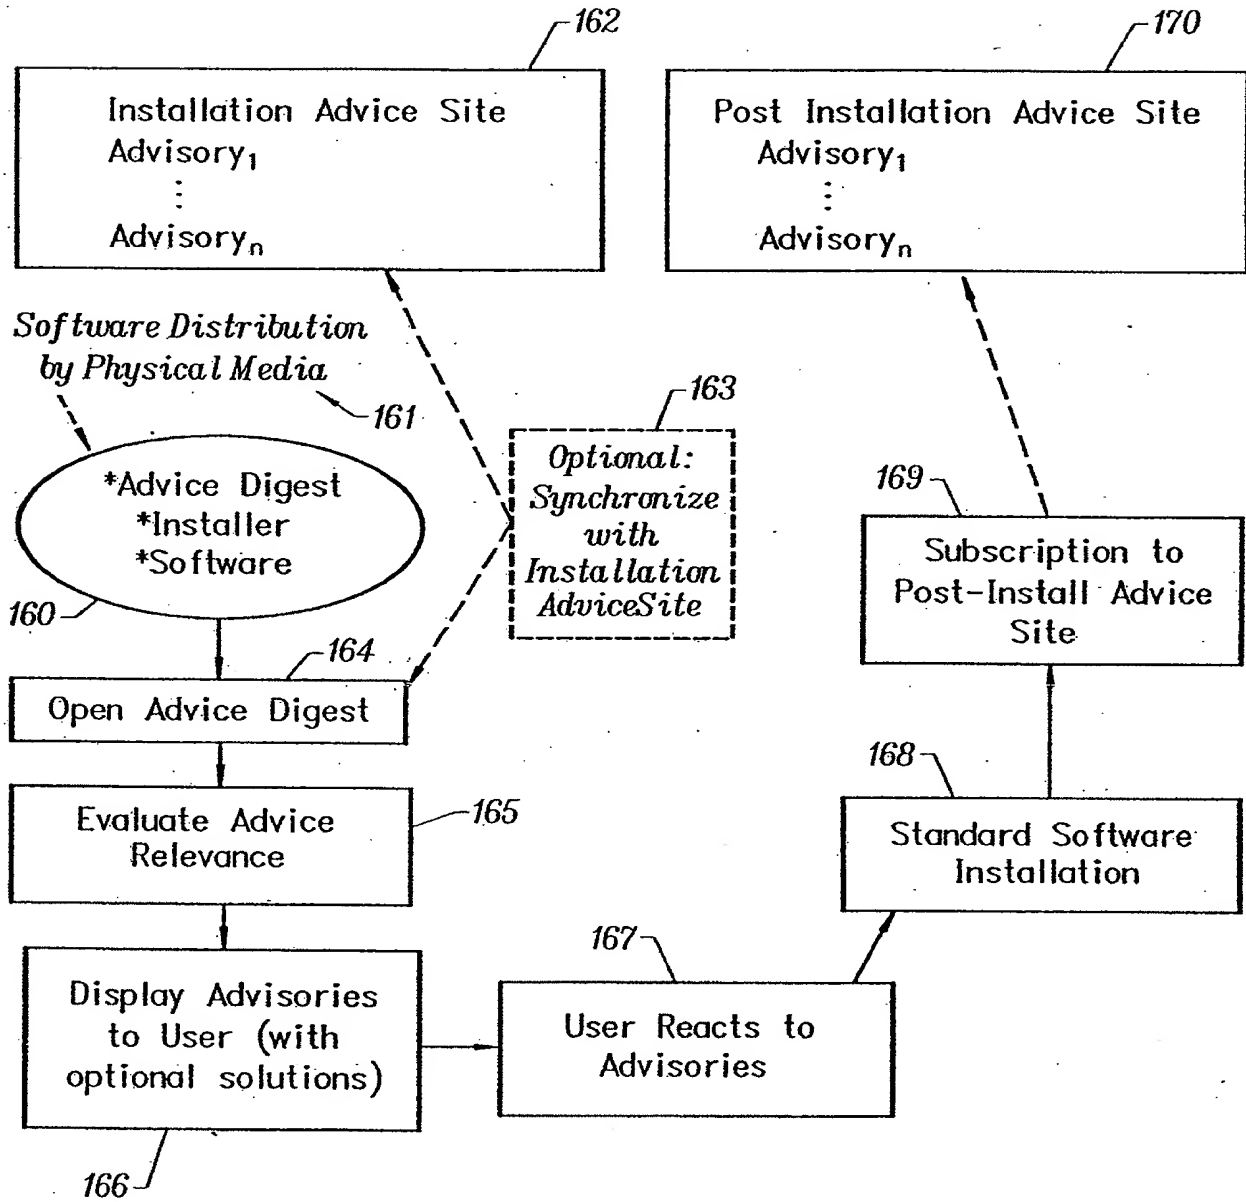 162
170
Installation Advice Site
Advisory1
⋮
Advisoryn
Post Installation Advice Site
Advisory1
⋮
Advisoryn
Software Distribution
by Physical Media
161
163
Optional:
Synchronize
with
Installation
AdviceSite
*Advice Digest
*Installer
*Software
160
169
Subscription to
Post-Install Advice
Site
164
Open Advice Digest
168
Evaluate Advice
Relevance
165
Standard Software
Installation
167
Display Advisories
to User (with
optional solutions)
User Reacts to
Advisories
166